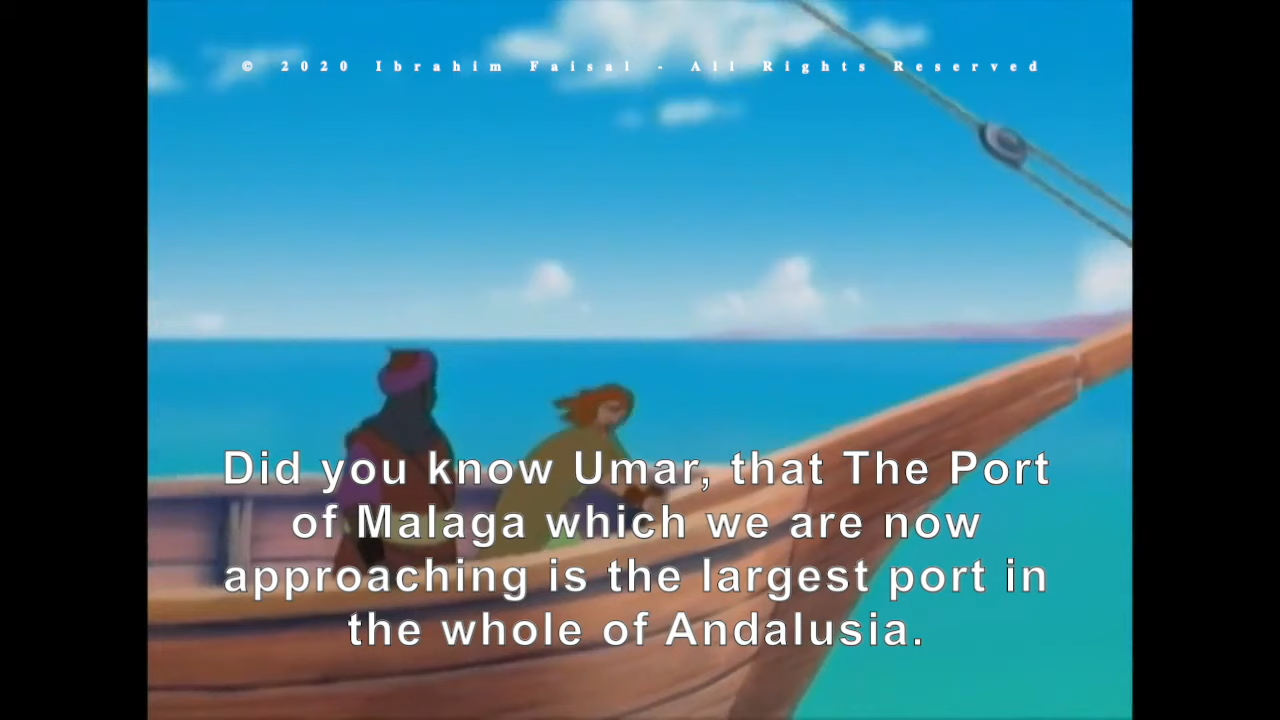 © 2020 Ibrahim Faisal - All Rights Reserved
Did you know Umar, that The Port
of Malaga which we are now
approaching is the largest port in
the whole of Andalusia.